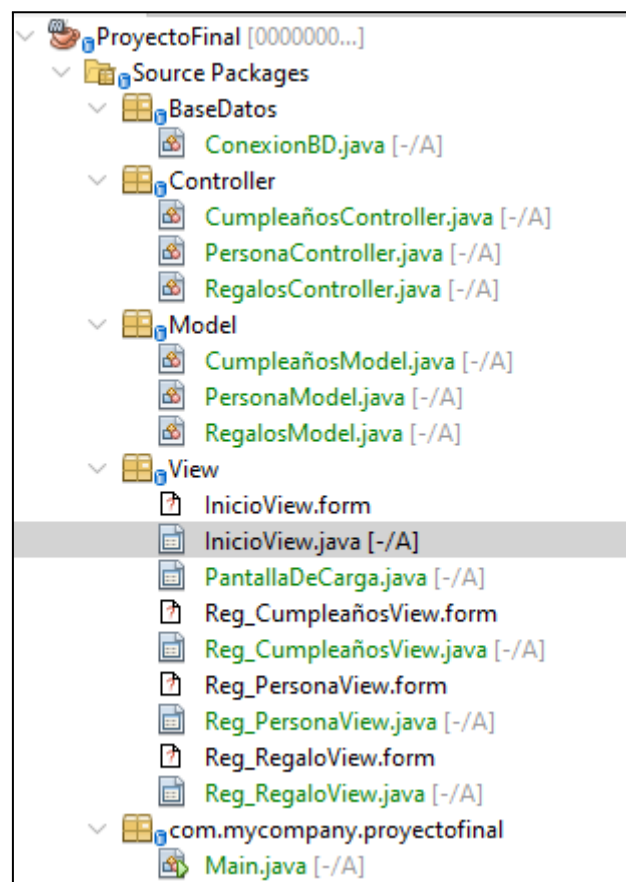 ProyectoFinal [0000000...]
Source Packages
BaseDatos
ConexionBD.java [-/A]
Controller
CumpleañosController.java [-/A]
PersonaController.java [-/A]
RegalosController.java [-/A]
Model
CumpleañosModel.java [-/A]
PersonaModel.java [-/A]
RegalosModel.java [-/A]
View
InicioView.form
InicioView.java [-/A]
PantallaDeCarga.java [-/A]
Reg_CumpleañosView.form
Reg_CumpleañosView.java [-/A]
Reg_PersonaView.form
Reg_PersonaView.java [-/A]
Reg_RegaloView.form
Reg_RegaloView.java [-/A]
com.mycompany.proyectofinal
Main.java [-/A]